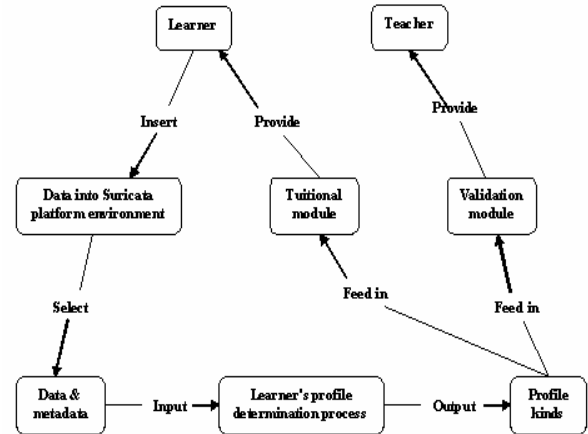 Learner
Teacher
Insert
Provide
Provide
Data into Suricata
platform environment
Tuitional
module
Validation
module
Select
Feed in
Feed in
Data &
metadata
Input
Learner's profile
determination process
Output
Profile
kinds